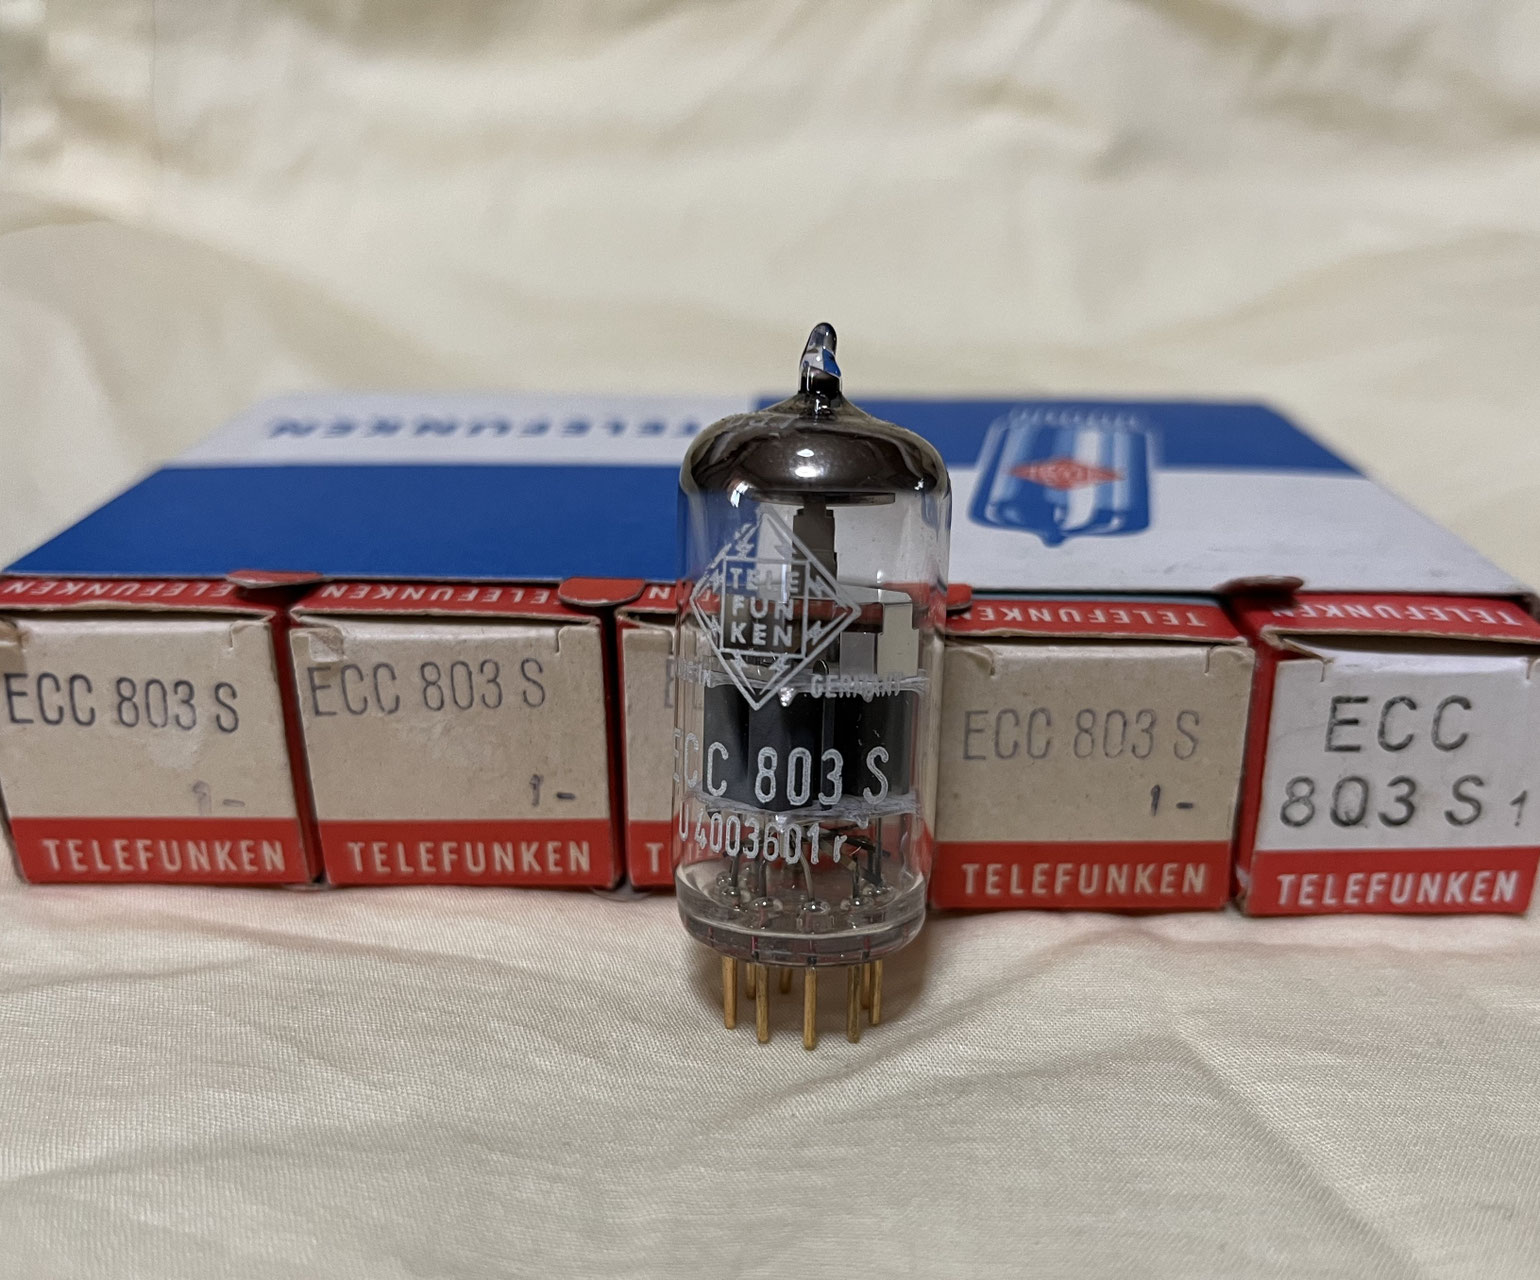 TELEFUNKEN
TELEFUNKEN
TELEFUNKEN
TELEFUNKEN
TELEFUNKEN
ECC 803 S
1-
TELEFUNKEN
ECC 803 S
1-
TELEFUNKEN
TELE
FUN
KEN
GERMANY
ECC 803 S
U4003601r
ECC 803 S
1-
TELEFUNKEN
ECC
803 S 1
TELEFUNKEN